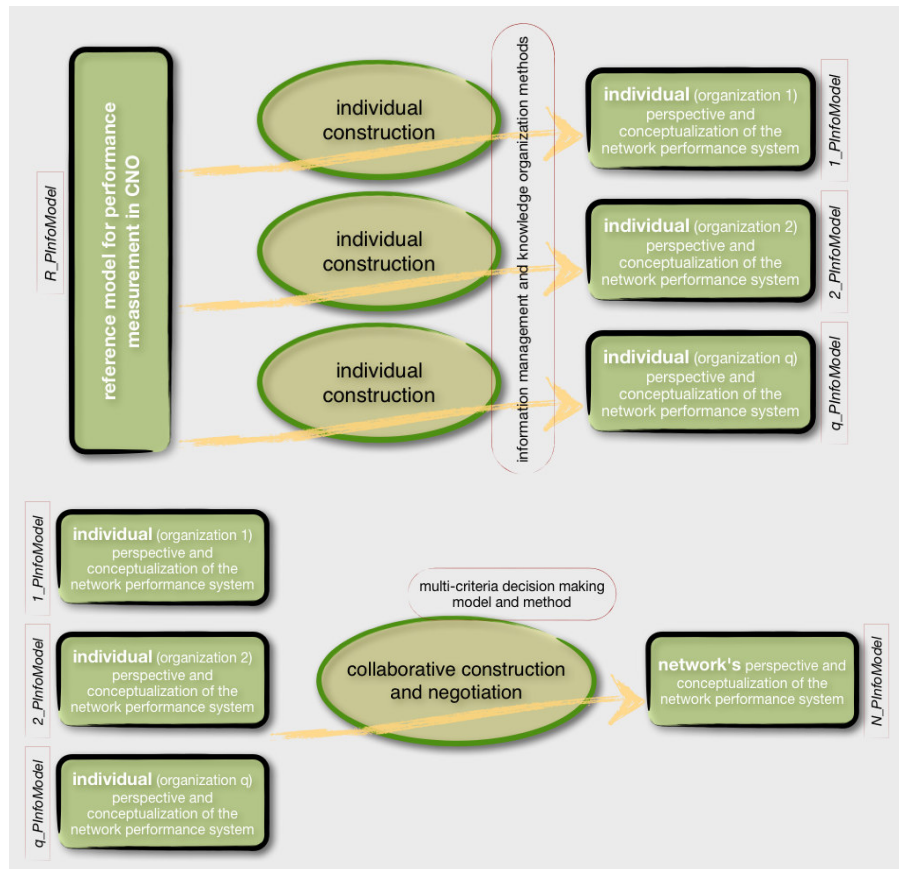 R_PInfoModel
reference model for performance
measurement in CNO
individual
construction
individual
construction
individual
construction
information management and knowledge organization methods
individual (organization 1)
perspective and
conceptualization of the
network performance system
1_PInfoModel
individual (organization 2)
perspective and
conceptualization of the
network performance system
2_PInfoModel
individual (organization q)
perspective and
conceptualization of the
network performance system
q_PInfoModel
1_PInfoModel
individual (organization 1)
perspective and
conceptualization of the
network performance system
2_PInfoModel
individual (organization 2)
perspective and
conceptualization of the
network performance system
q_PInfoModel
individual (organization q)
perspective and
conceptualization of the
network performance system
multi-criteria decision making
model and method
collaborative construction
and negotiation
network's perspective and
conceptualization of the
network performance system
N_PInfoModel